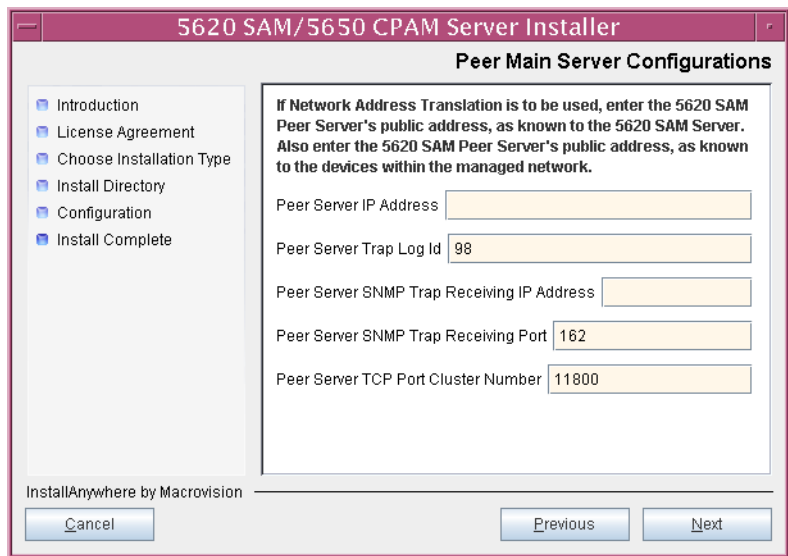 5620 SAM/5650 CPAM Server Installer
Peer Main Server Configurations
Introduction
License Agreement
Choose Installation Type
Install Directory
Configuration
Install Complete
If Network Address Translation is to be used, enter the 5620 SAM
Peer Server's public address, as known to the 5620 SAM Server.
Also enter the 5620 SAM Peer Server's public address, as known
to the devices within the managed network.
Peer Server IP Address
Peer Server Trap Log Id 98
Peer Server SNMP Trap Receiving IP Address
Peer Server SNMP Trap Receiving Port 162
Peer Server TCP Port Cluster Number 11800
InstallAnywhere by Macrovision
Cancel Previous Next